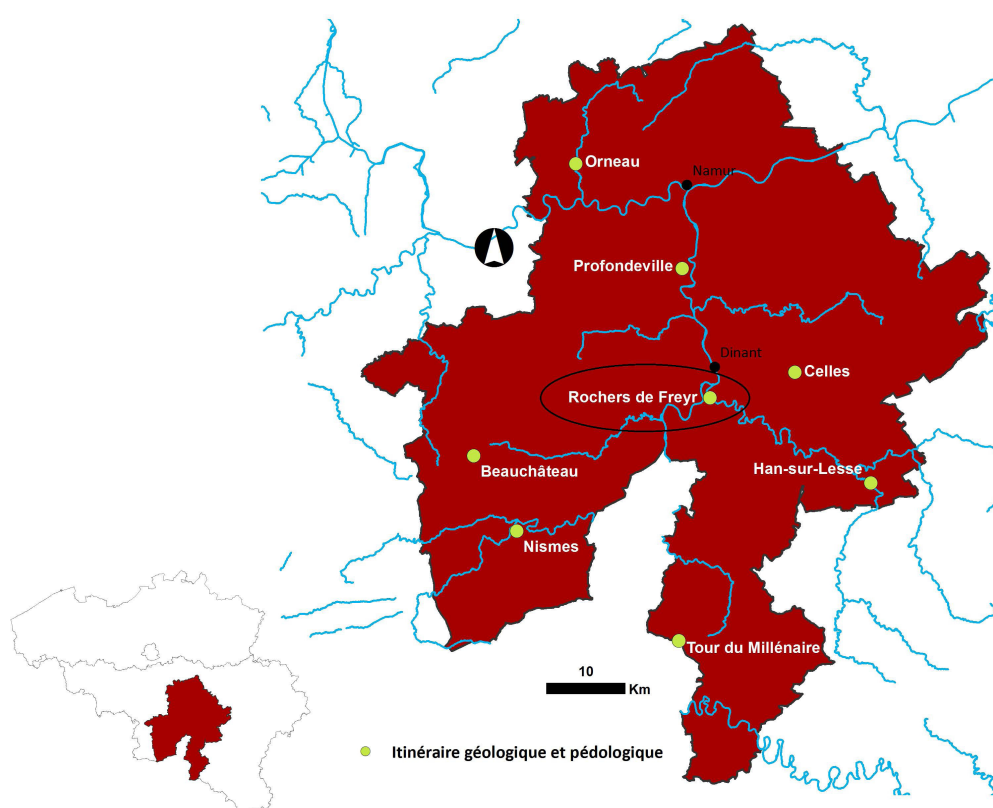 Orneau
Namur
Profondeville
Dinant
Celles
Rochers de Freyr
Beauchâteau
Han-sur-Lesse
Nismes
Tour du Millénaire
10
Km
Itinéraire géologique et pédologique